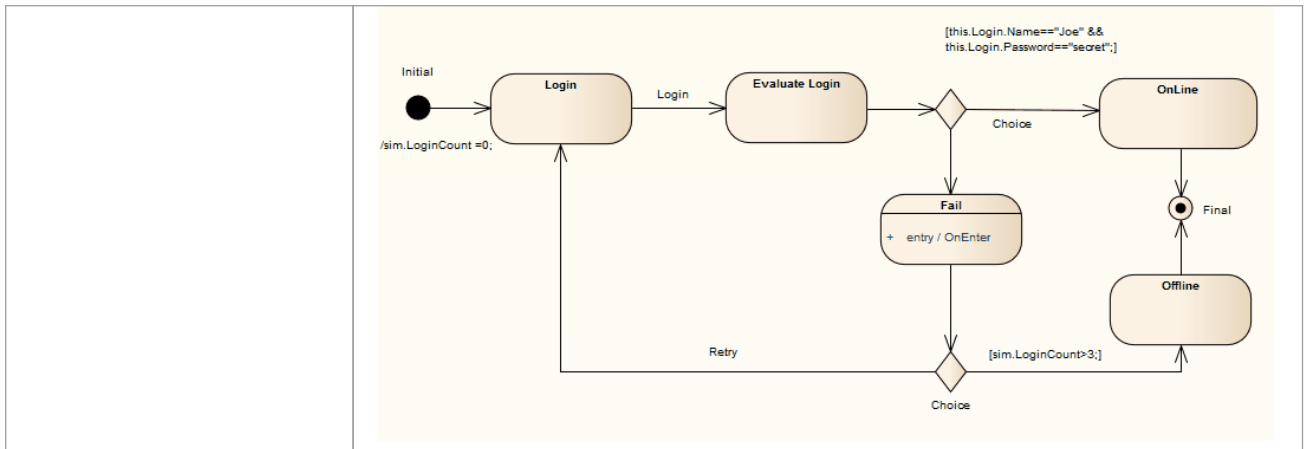 [this.Login.Name=="Joe" &&
this.Login.Password=="secret";]
Initial
Login
Login
Evaluate Login
OnLine
Choice
/sim.LoginCount =0;
Fail
Final
+ entry / OnEnter
Offline
Retry
[sim.LoginCount>3;]
Choice